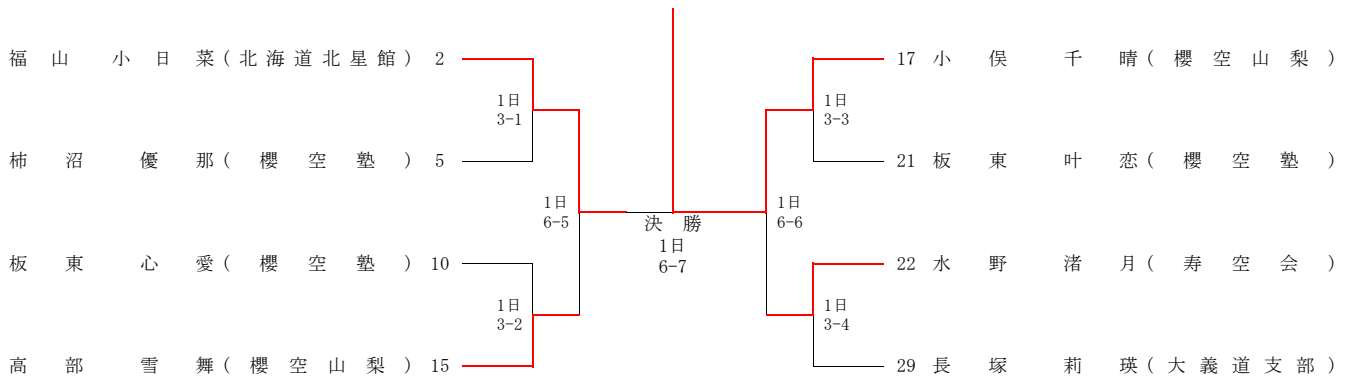 福山 小日菜(北海道北星館) 2
1日
3-1
柿沼 優那(櫻空塾) 5
1日
6-5
板東 心愛(櫻空塾) 10
1日
3-2
高部 雪舞(櫻空山梨) 15
決勝
1日
6-7
17 小俣 千晴(櫻空山梨)
1日
3-3
21 板東 叶恋(櫻空塾)
1日
6-6
22 水野 渚月(寿空会)
1日
3-4
29 長塚 莉瑛(大義道支部)